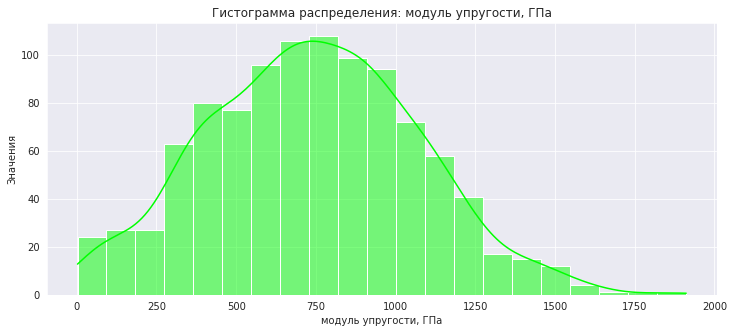 Гистограмма распределения: модуль упругости, ГПа
Значения
100
80
60
40
20
0
0 250 500 750 1000 1250 1500 1750 2000
модуль упругости, ГПа